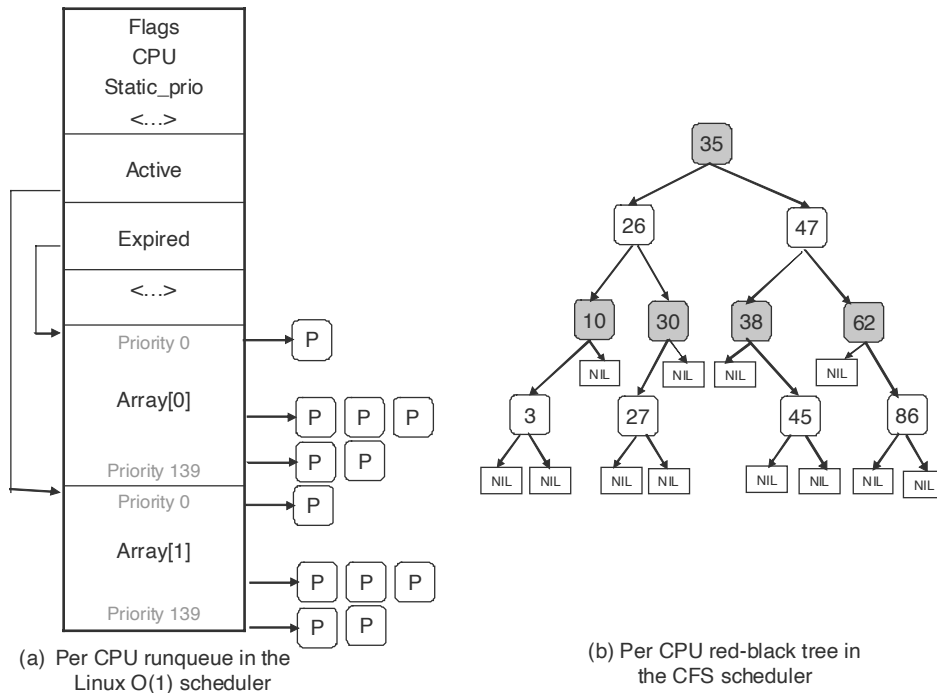 Flags
CPU
Static_prio
<...>
Active
Expired
<...>
Priority 0
P
Array[0]
P P P
Priority 139
P P
Priority 0
P
Array[1]
P P P
Priority 139
P P
(a) Per CPU runqueue in the
Linux O(1) scheduler
35
26 47
10 30 38 62
NIL NIL NIL NIL
3 27 45 86
NIL NIL NIL NIL NIL NIL NIL NIL
(b) Per CPU red-black tree in
the CFS scheduler